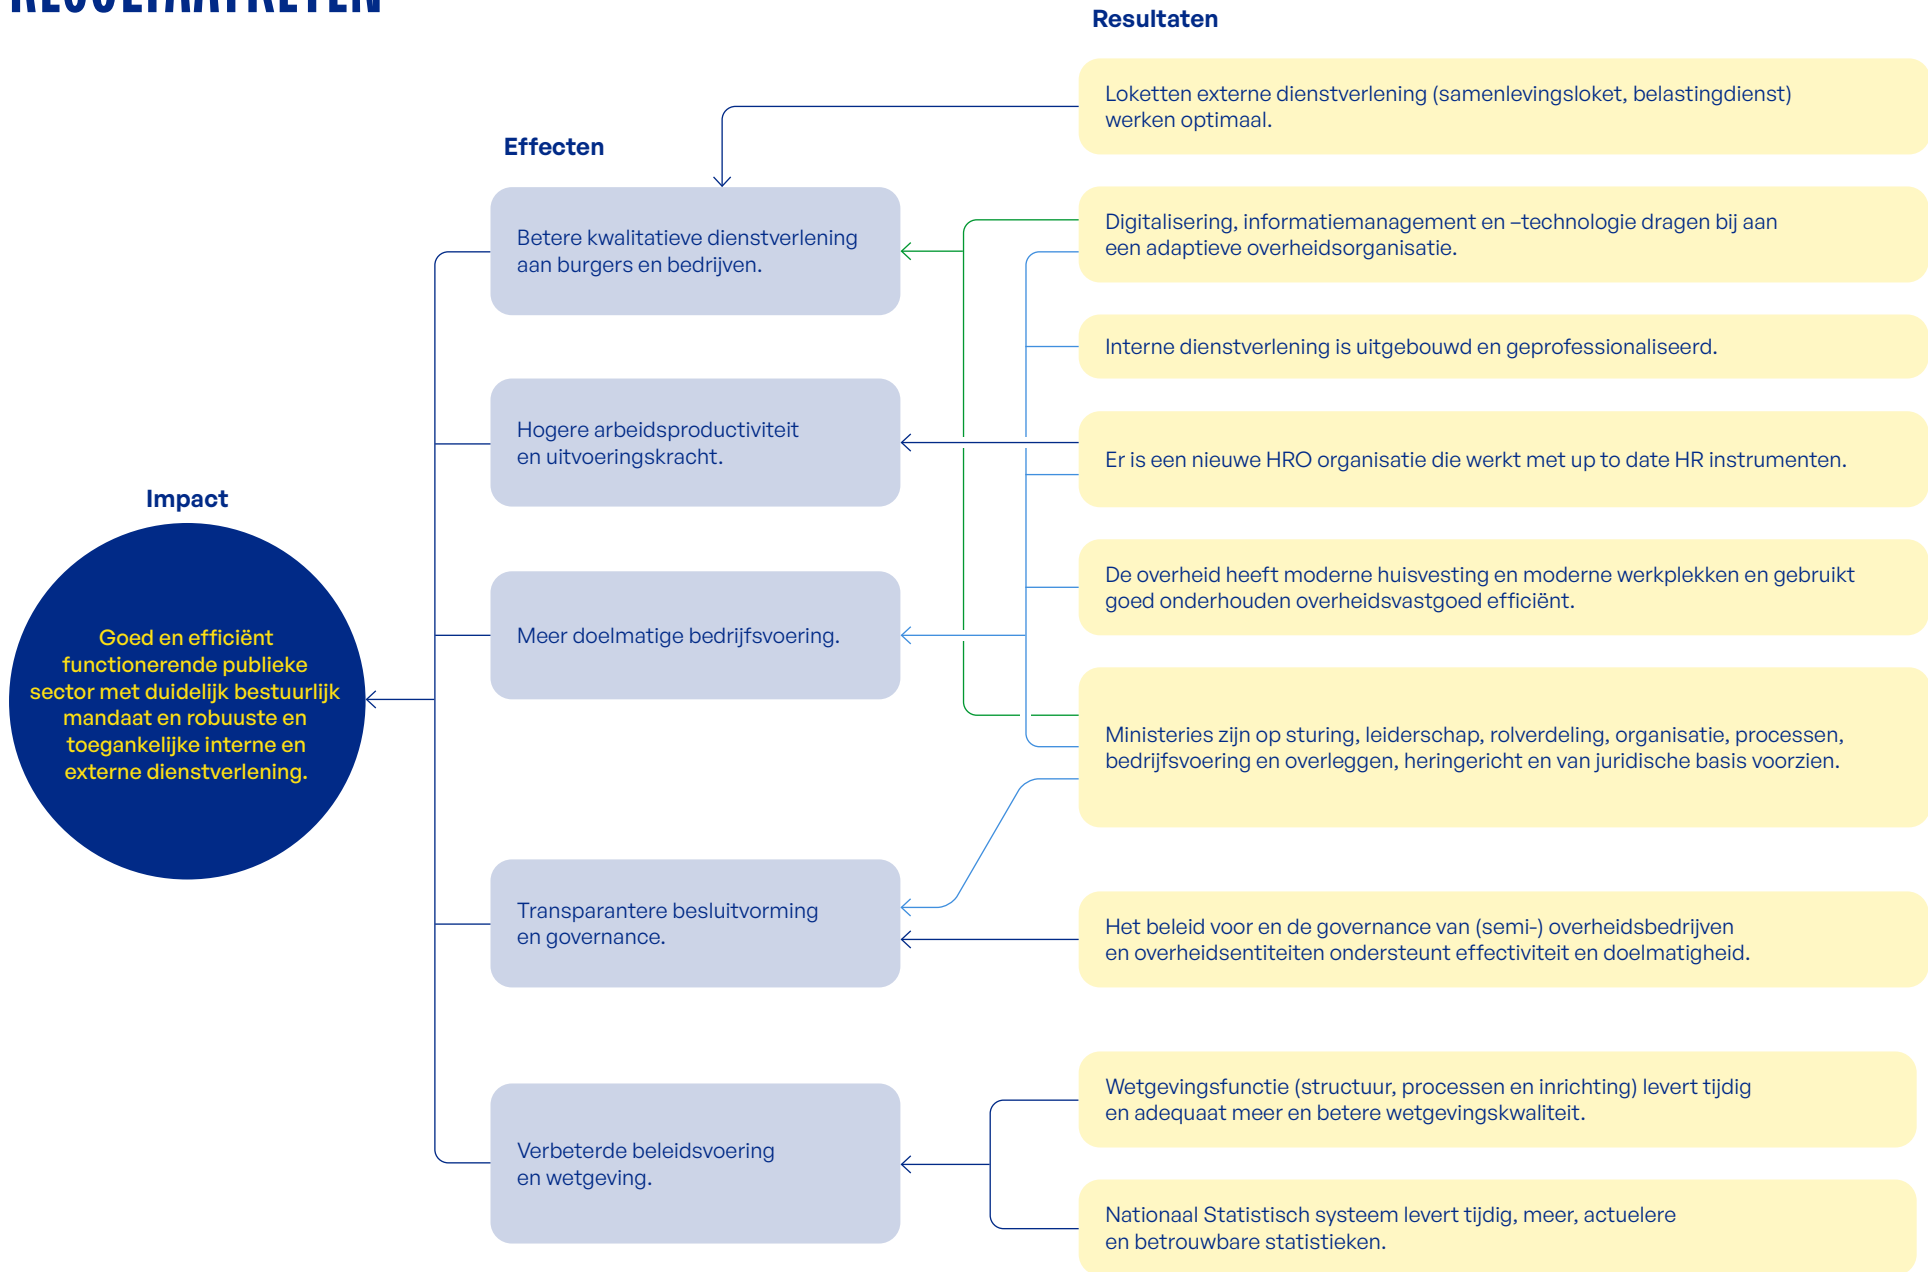 RESULTAATKETEN
Resultaten
Loketten externe dienstverlening (samenlevingsloket, belastingdienst)
werken optimaal.
Effecten
Digitalisering, informatiemanagement en –technologie dragen bij aan
een adaptieve overheidsorganisatie.
Betere kwalitatieve dienstverlening
aan burgers en bedrijven.
Interne dienstverlening is uitgebouwd en geprofessionaliseerd.
Hogere arbeidsproductiviteit
en uitvoeringskracht.
Er is een nieuwe HRO organisatie die werkt met up to date HR instrumenten.
Impact
De overheid heeft moderne huisvesting en moderne werkplekken en gebruikt
goed onderhouden overheidsvastgoed efficiënt.
Goed en efficiënt
functionerende publieke
sector met duidelijk bestuurlijk
mandaat en robuuste en
toegankelijke interne en
externe dienstverlening.
Meer doelmatige bedrijfsvoering.
Ministeries zijn op sturing, leiderschap, rolverdeling, organisatie, processen,
bedrijfsvoering en overleggen, heringericht en van juridische basis voorzien.
Transparantere besluitvorming
en governance.
Het beleid voor en de governance van (semi-) overheidsbedrijven
en overheidsentiteiten ondersteunt effectiviteit en doelmatigheid.
Wetgevingsfunctie (structuur, processen en inrichting) levert tijdig
en adequaat meer en betere wetgevingskwaliteit.
Verbeterde beleidsvoering
en wetgeving.
Nationaal Statistisch systeem levert tijdig, meer, actuelere
en betrouwbare statistieken.